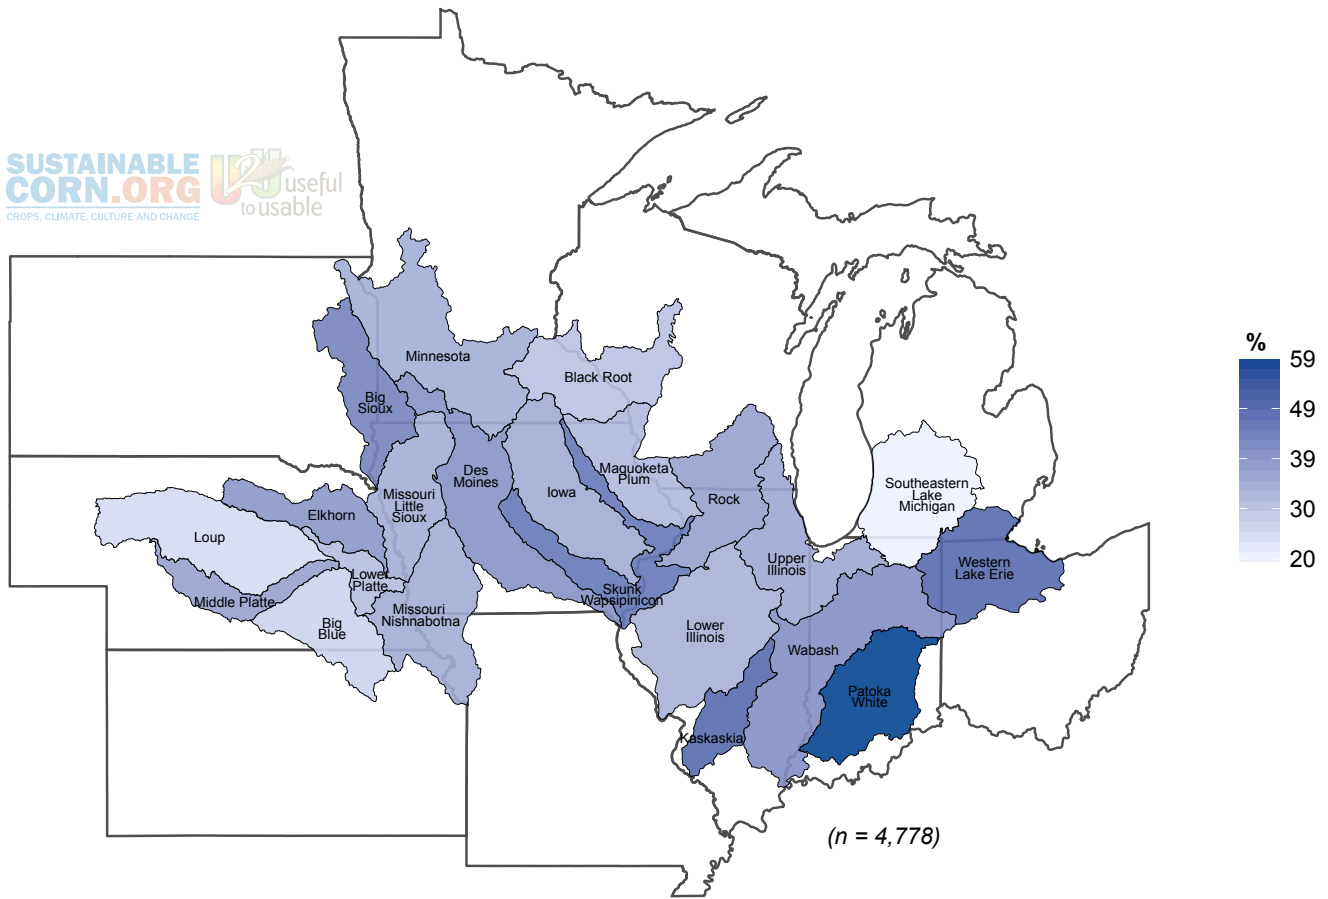 SUSTAINABLE
CORN.ORG
CROPS, CLIMATE, CULTURE AND CHANGE
U2U useful
to usable
Minnesota
Black Root
Big
Sioux
Maquoketa
Plum
Des
Moines
Southeastern
Lake
Michigan
Iowa
Missouri
Little
Sioux
Rock
Elkhorn
Loup
Upper
Illinois
Western
Lake Erie
Lower
Platte
Skunk
Wapsipinicon
Middle Platte
Missouri
Nishnabotna
Big
Blue
Lower
Illinois
Wabash
Patoka
White
Kaskaskia
(n = 4,778)
%
59
49
39
30
20